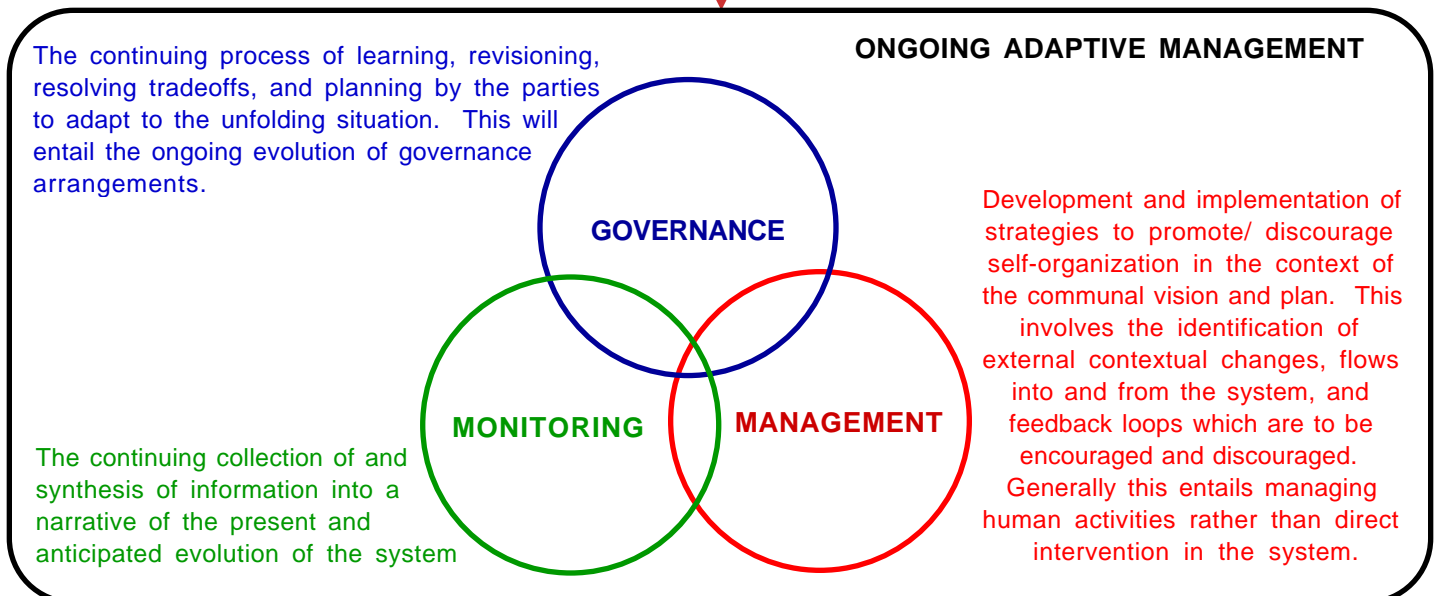 ONGOING ADAPTIVE MANAGEMENT
The continuing process of learning, revisioning,
resolving tradeoffs, and planning by the parties
to adapt to the unfolding situation. This will
entail the ongoing evolution of governance
arrangements.
GOVERNANCE
Development and implementation of
strategies to promote/ discourage
self-organization in the context of
the communal vision and plan. This
involves the identification of
external contextual changes, flows
into and from the system, and
feedback loops which are to be
encouraged and discouraged.
Generally this entails managing
human activities rather than direct
intervention in the system.
MONITORING
MANAGEMENT
The continuing collection of and
synthesis of information into a
narrative of the present and
anticipated evolution of the system